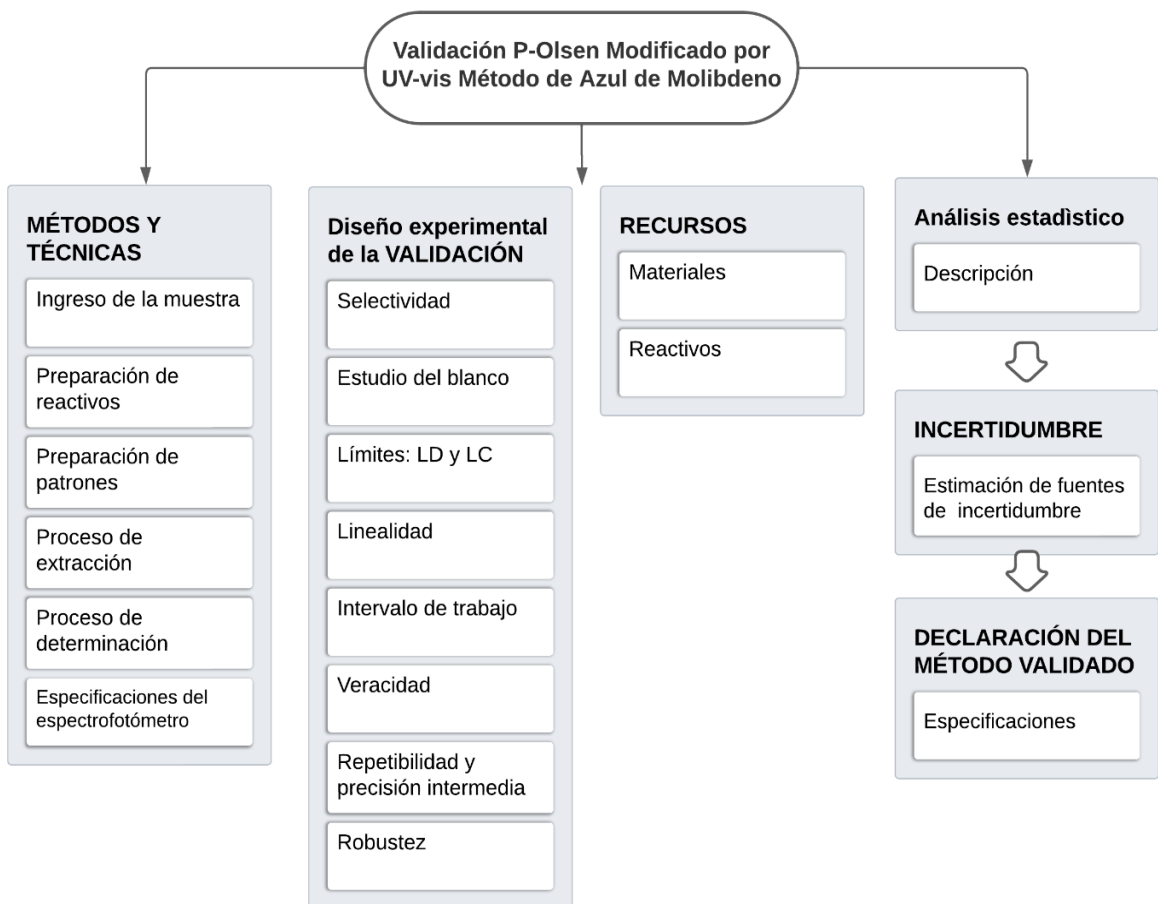 Validación P-Olsen Modificado por
UV-vis Método de Azul de Molibdeno
MÉTODOS Y
TÉCNICAS
Ingreso de la muestra
Preparación de
reactivos
Preparación de
patrones
Proceso de
extracción
Proceso de
determinación
Especificaciones del
espectrofotómetro
Diseño experimental
de la VALIDACIÓN
Selectividad
Estudio del blanco
Límites: LD y LC
Linealidad
Intervalo de trabajo
Veracidad
Repetibilidad y
precisión intermedia
Robustez
RECURSOS
Materiales
Reactivos
Análisis estadìstico
Descripción
INCERTIDUMBRE
Estimación de fuentes
de incertidumbre
DECLARACIÓN DEL
MÉTODO VALIDADO
Especificaciones